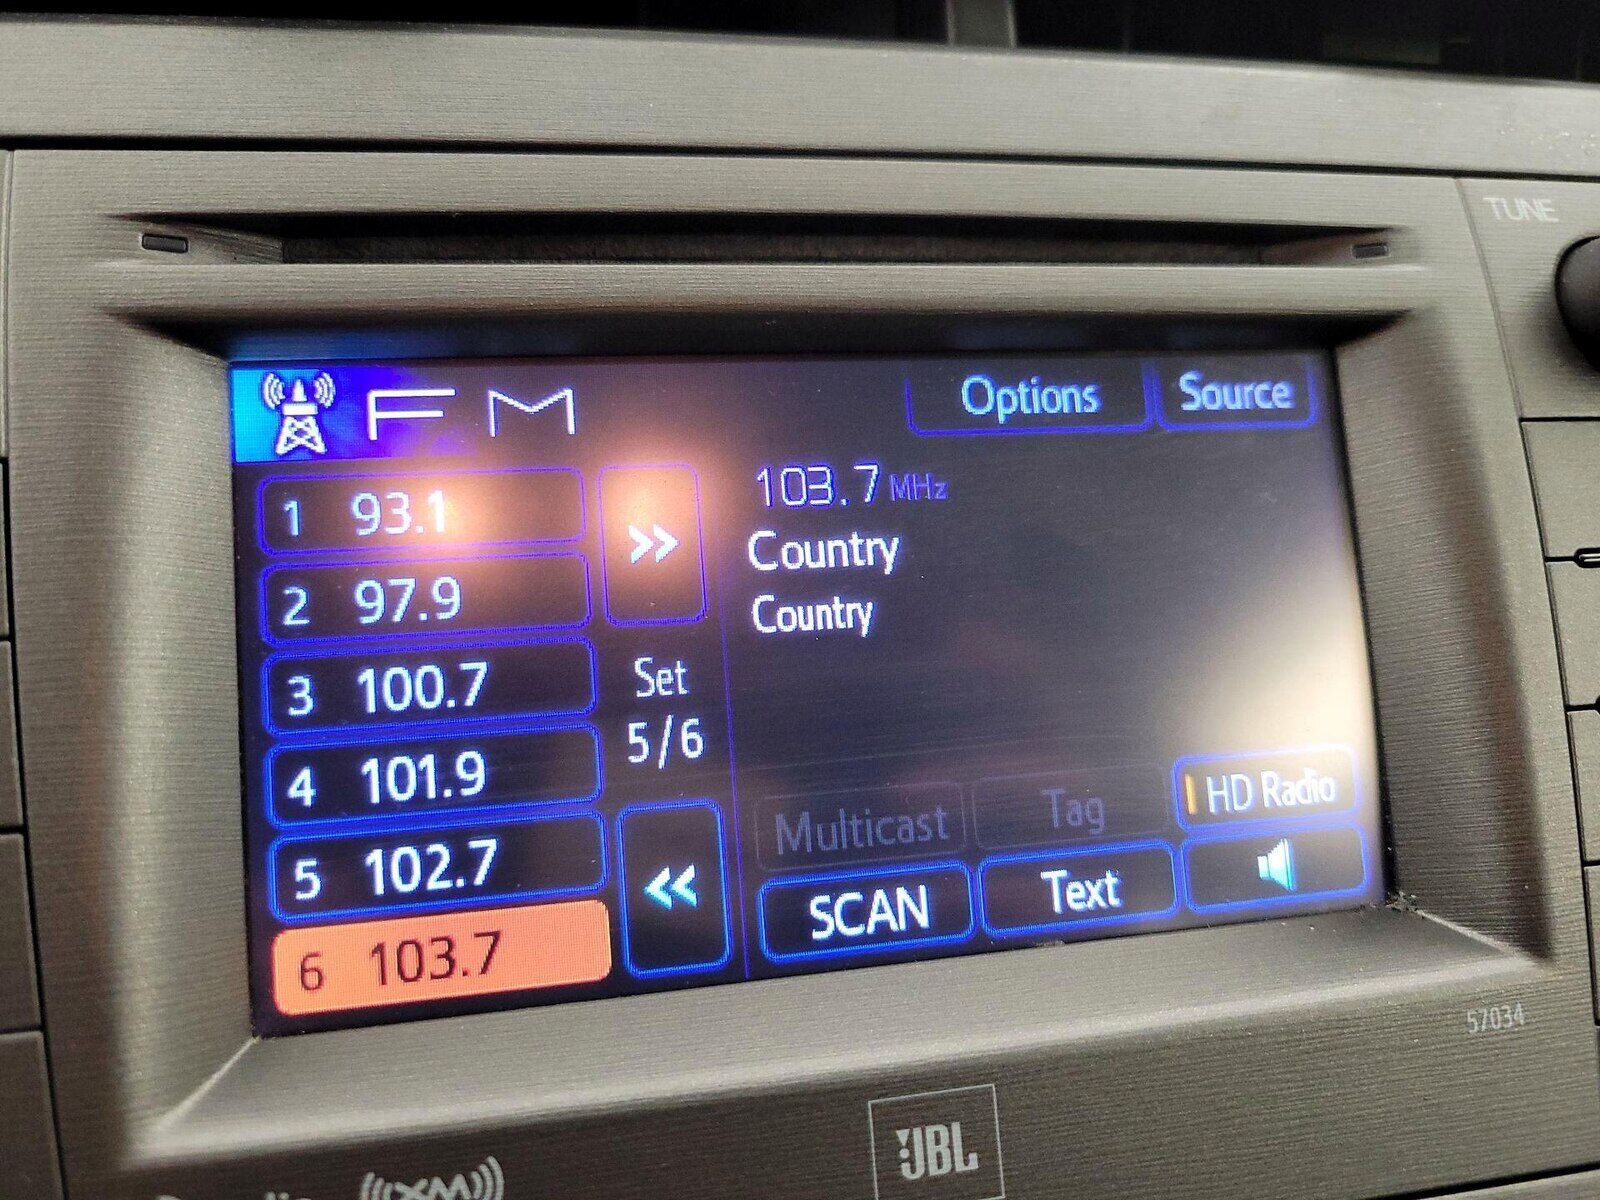 TUNE
FM
Options
Source
1 93.1
2 97.9
3 100.7
4 101.9
5 102.7
6 103.7
>>
Set
5/6
<<
103.7 MHz
Country
Country
Multicast
Tag
HD Radio
SCAN
Text
57034
JBL
XM